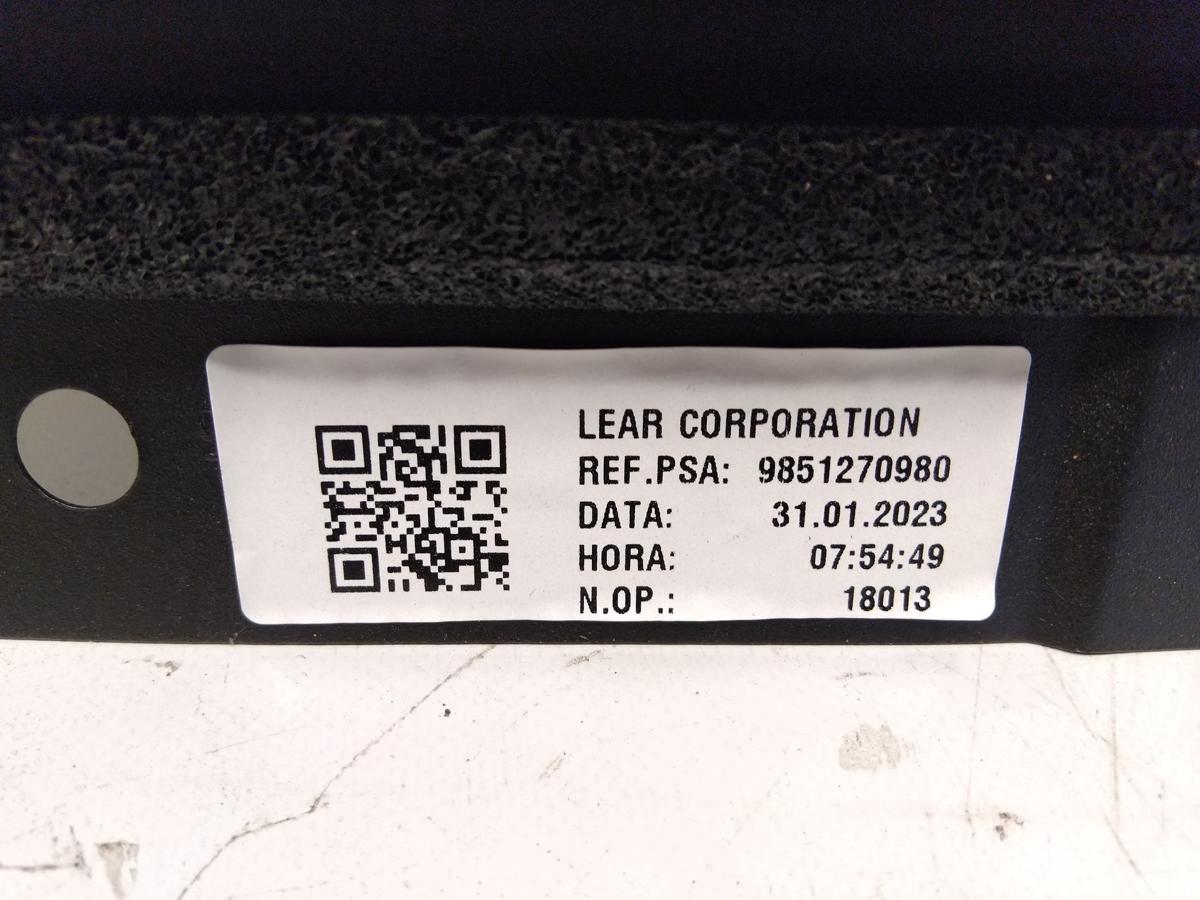 LEAR CORPORATION
REF.PSA: 9851270980
DATA: 31.01.2023
HORA: 07:54:49
N.OP.: 18013